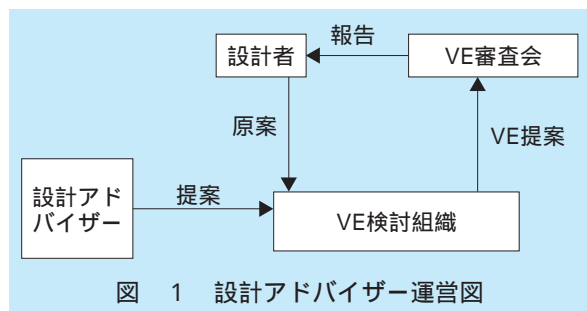 報告
設計者
VE審査会
原案
VE提案
設計アド
バイザー
提案
VE検討組織
図 1 設計アドバイザー運営図